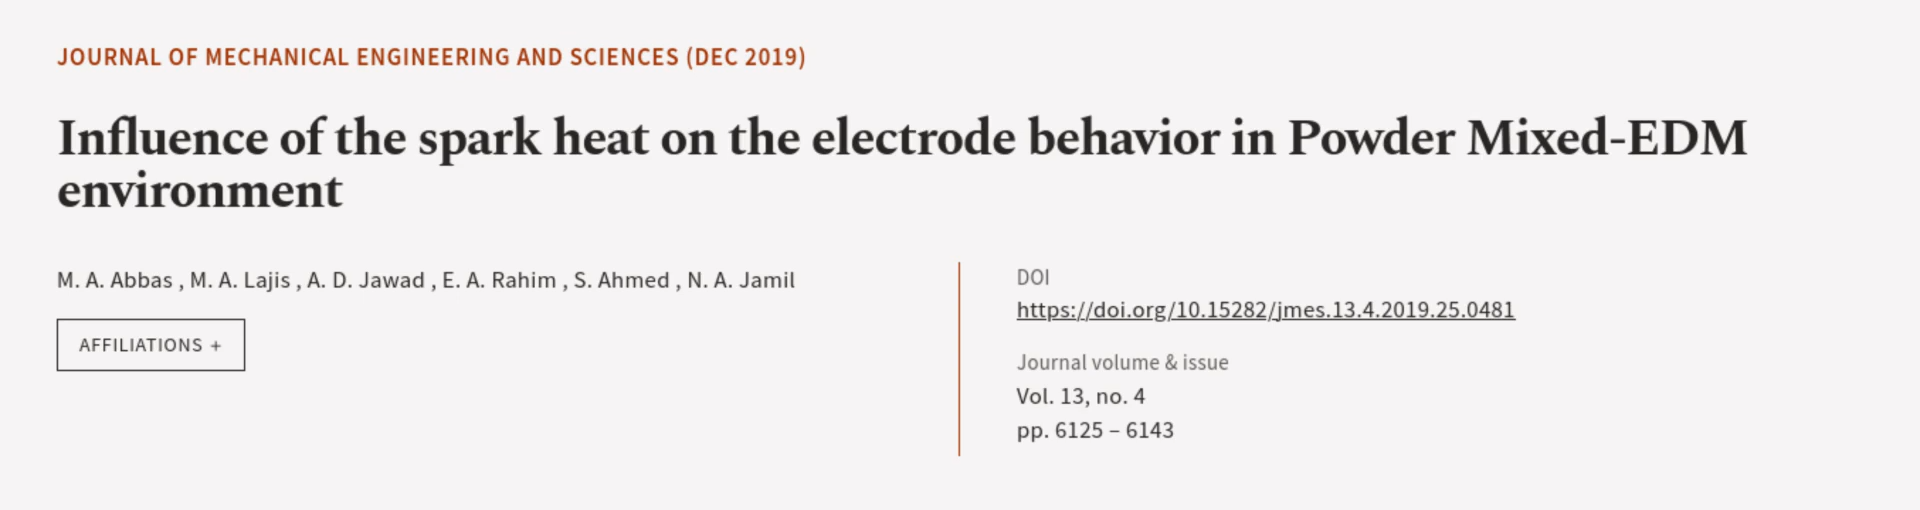 JOURNAL OF MECHANICAL ENGINEERING AND SCIENCES (DEC 2019)
Influence of the spark heat on the electrode behavior in Powder Mixed-EDM
environment
M. A. Abbas , M. A. Lajis , A. D. Jawad , E. A. Rahim , S. Ahmed , N. A. Jamil
AFFILIATIONS +
DOI
https://doi.org/10.15282/jmes.13.4.2019.25.0481
Journal volume & issue
Vol. 13, no. 4
pp. 6125 – 6143